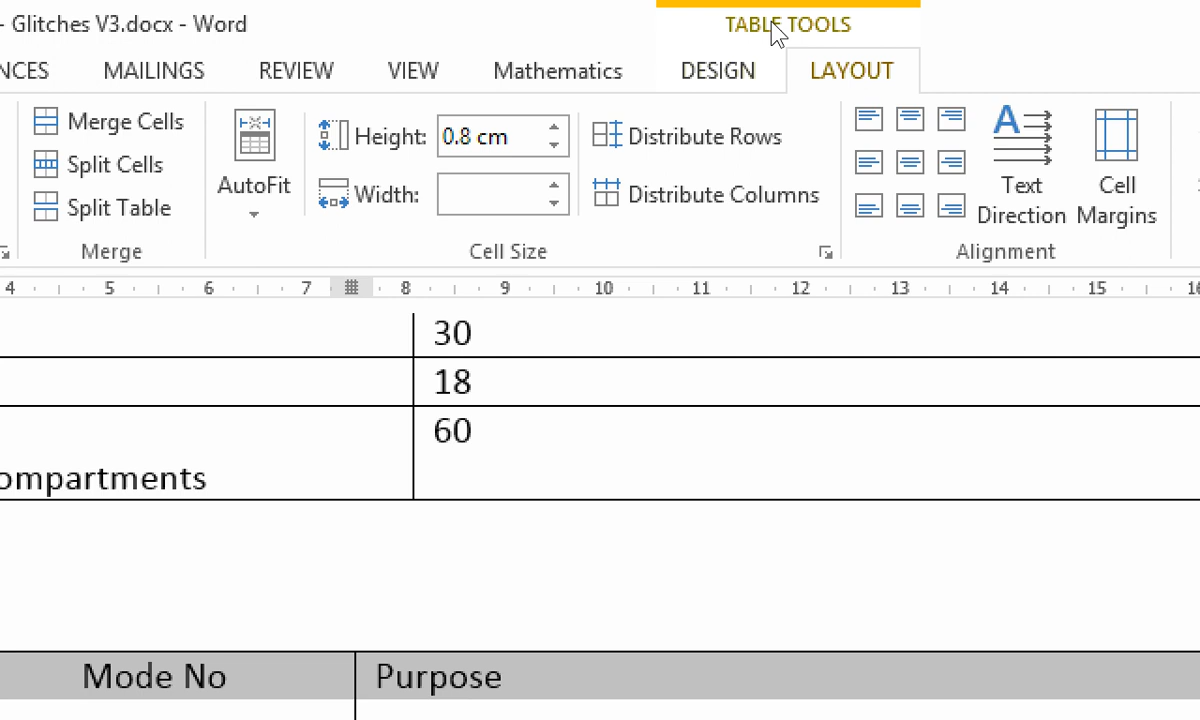 - Glitches V3.docx - Word
TABLE TOOLS
NCES MAILINGS REVIEW VIEW Mathematics DESIGN LAYOUT
Merge Cells
Split Cells
Split Table
Merge
AutoFit
Height: 0.8 cm
Width:
Distribute Rows
Distribute Columns
Cell Size
Text
Direction
Cell
Margins
Alignment
4 5 6 7 8 9 10 11 12 13 14 15 16
30
18
60
ompartments
Mode No Purpose